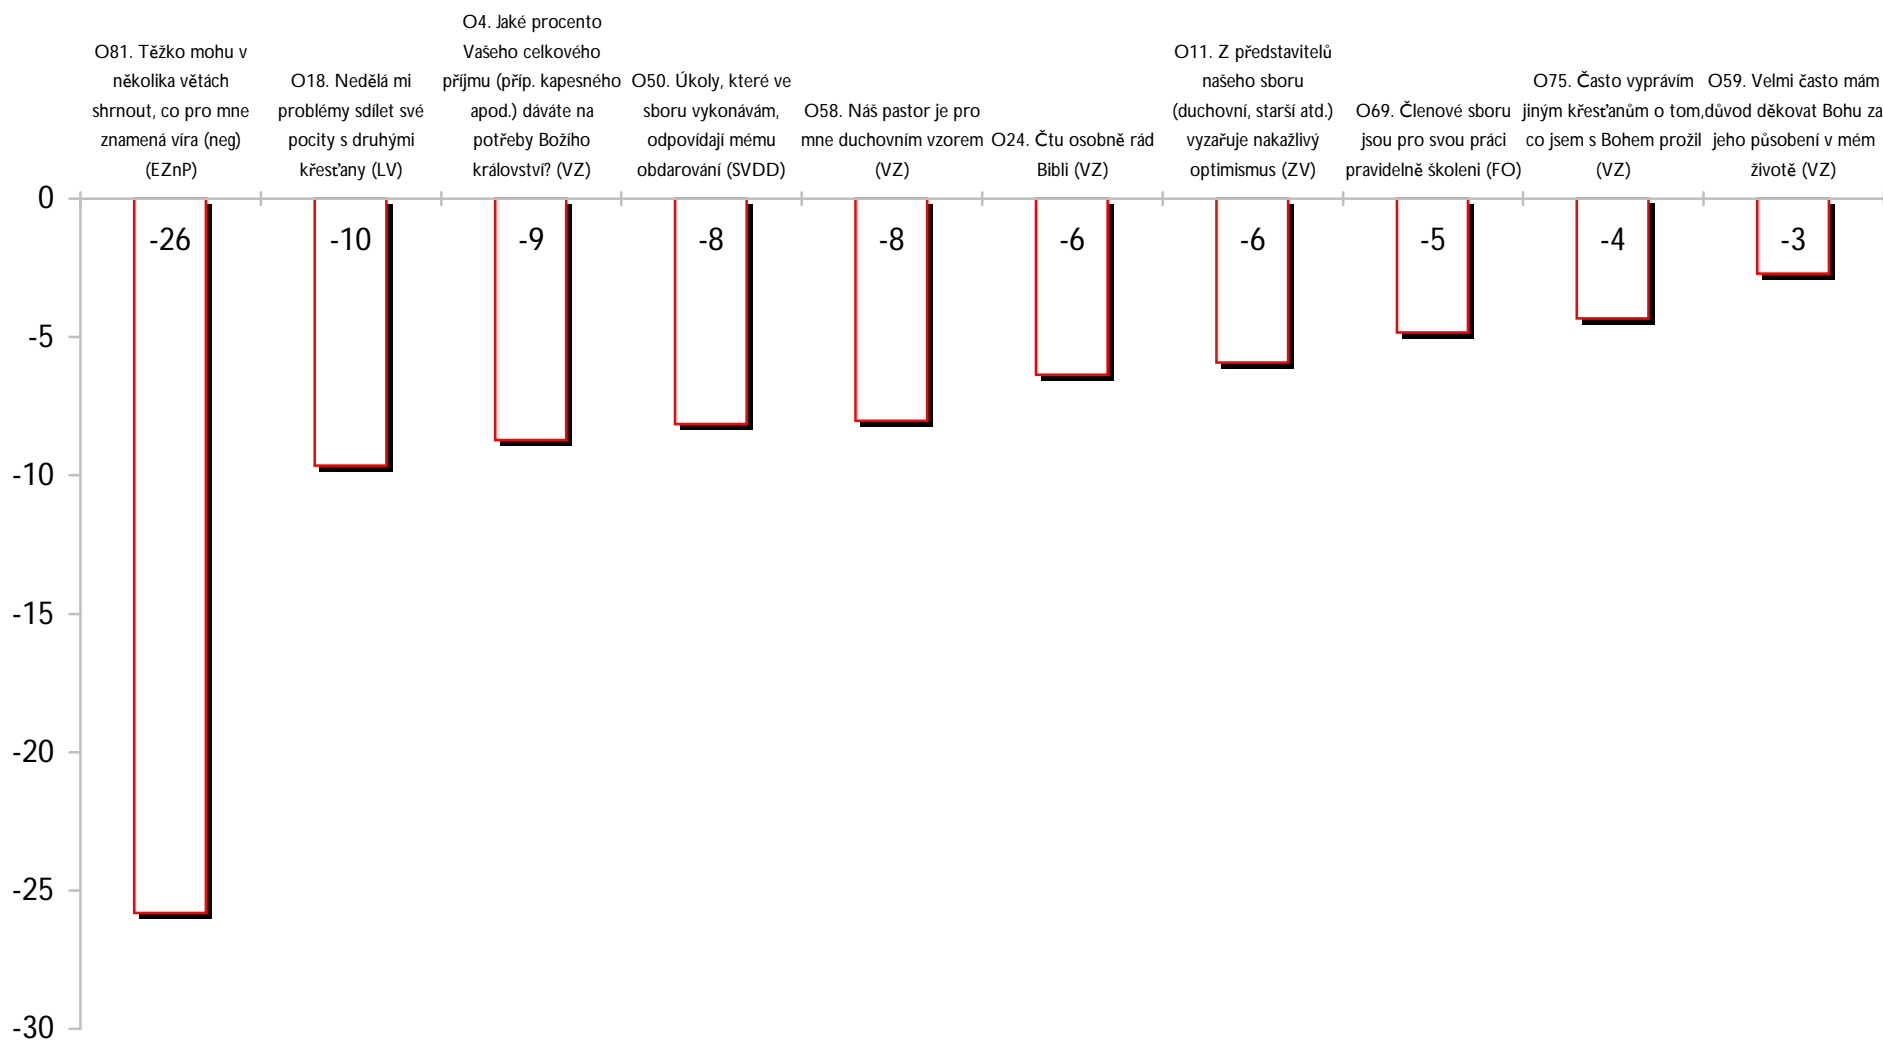 O81. Těžko mohu v
několika větách
shrnout, co pro mne
znamená víra (neg)
(EZnP)
O18. Nedělá mi
problémy sdílet své
pocity s druhými
křesťany (LV)
O4. Jaké procento
Vašeho celkového
příjmu (příp. kapesného
apod.) dáváte na
potřeby Božího
království? (VZ)
O50. Úkoly, které ve
sboru vykonávám,
odpovídají mému
obdarování (SVDD)
O58. Náš pastor je pro
mne duchovním vzorem
(VZ)
O24. Čtu osobně rád
Bibli (VZ)
O11. Z představitelů
našeho sboru
(duchovní, starší atd.)
vyzařuje nakažlivý
optimismus (ZV)
O69. Členové sboru
jsou pro svou práci
pravidelně školeni (FO)
O75. Často vyprávím
jiným křesťanům o tom,
co jsem s Bohem prožil
(VZ)
O59. Velmi často mám
důvod děkovat Bohu za
jeho působení v mém
životě (VZ)
0
-5
-10
-15
-20
-25
-30
-26
-10
-9
-8
-8
-6
-6
-5
-4
-3